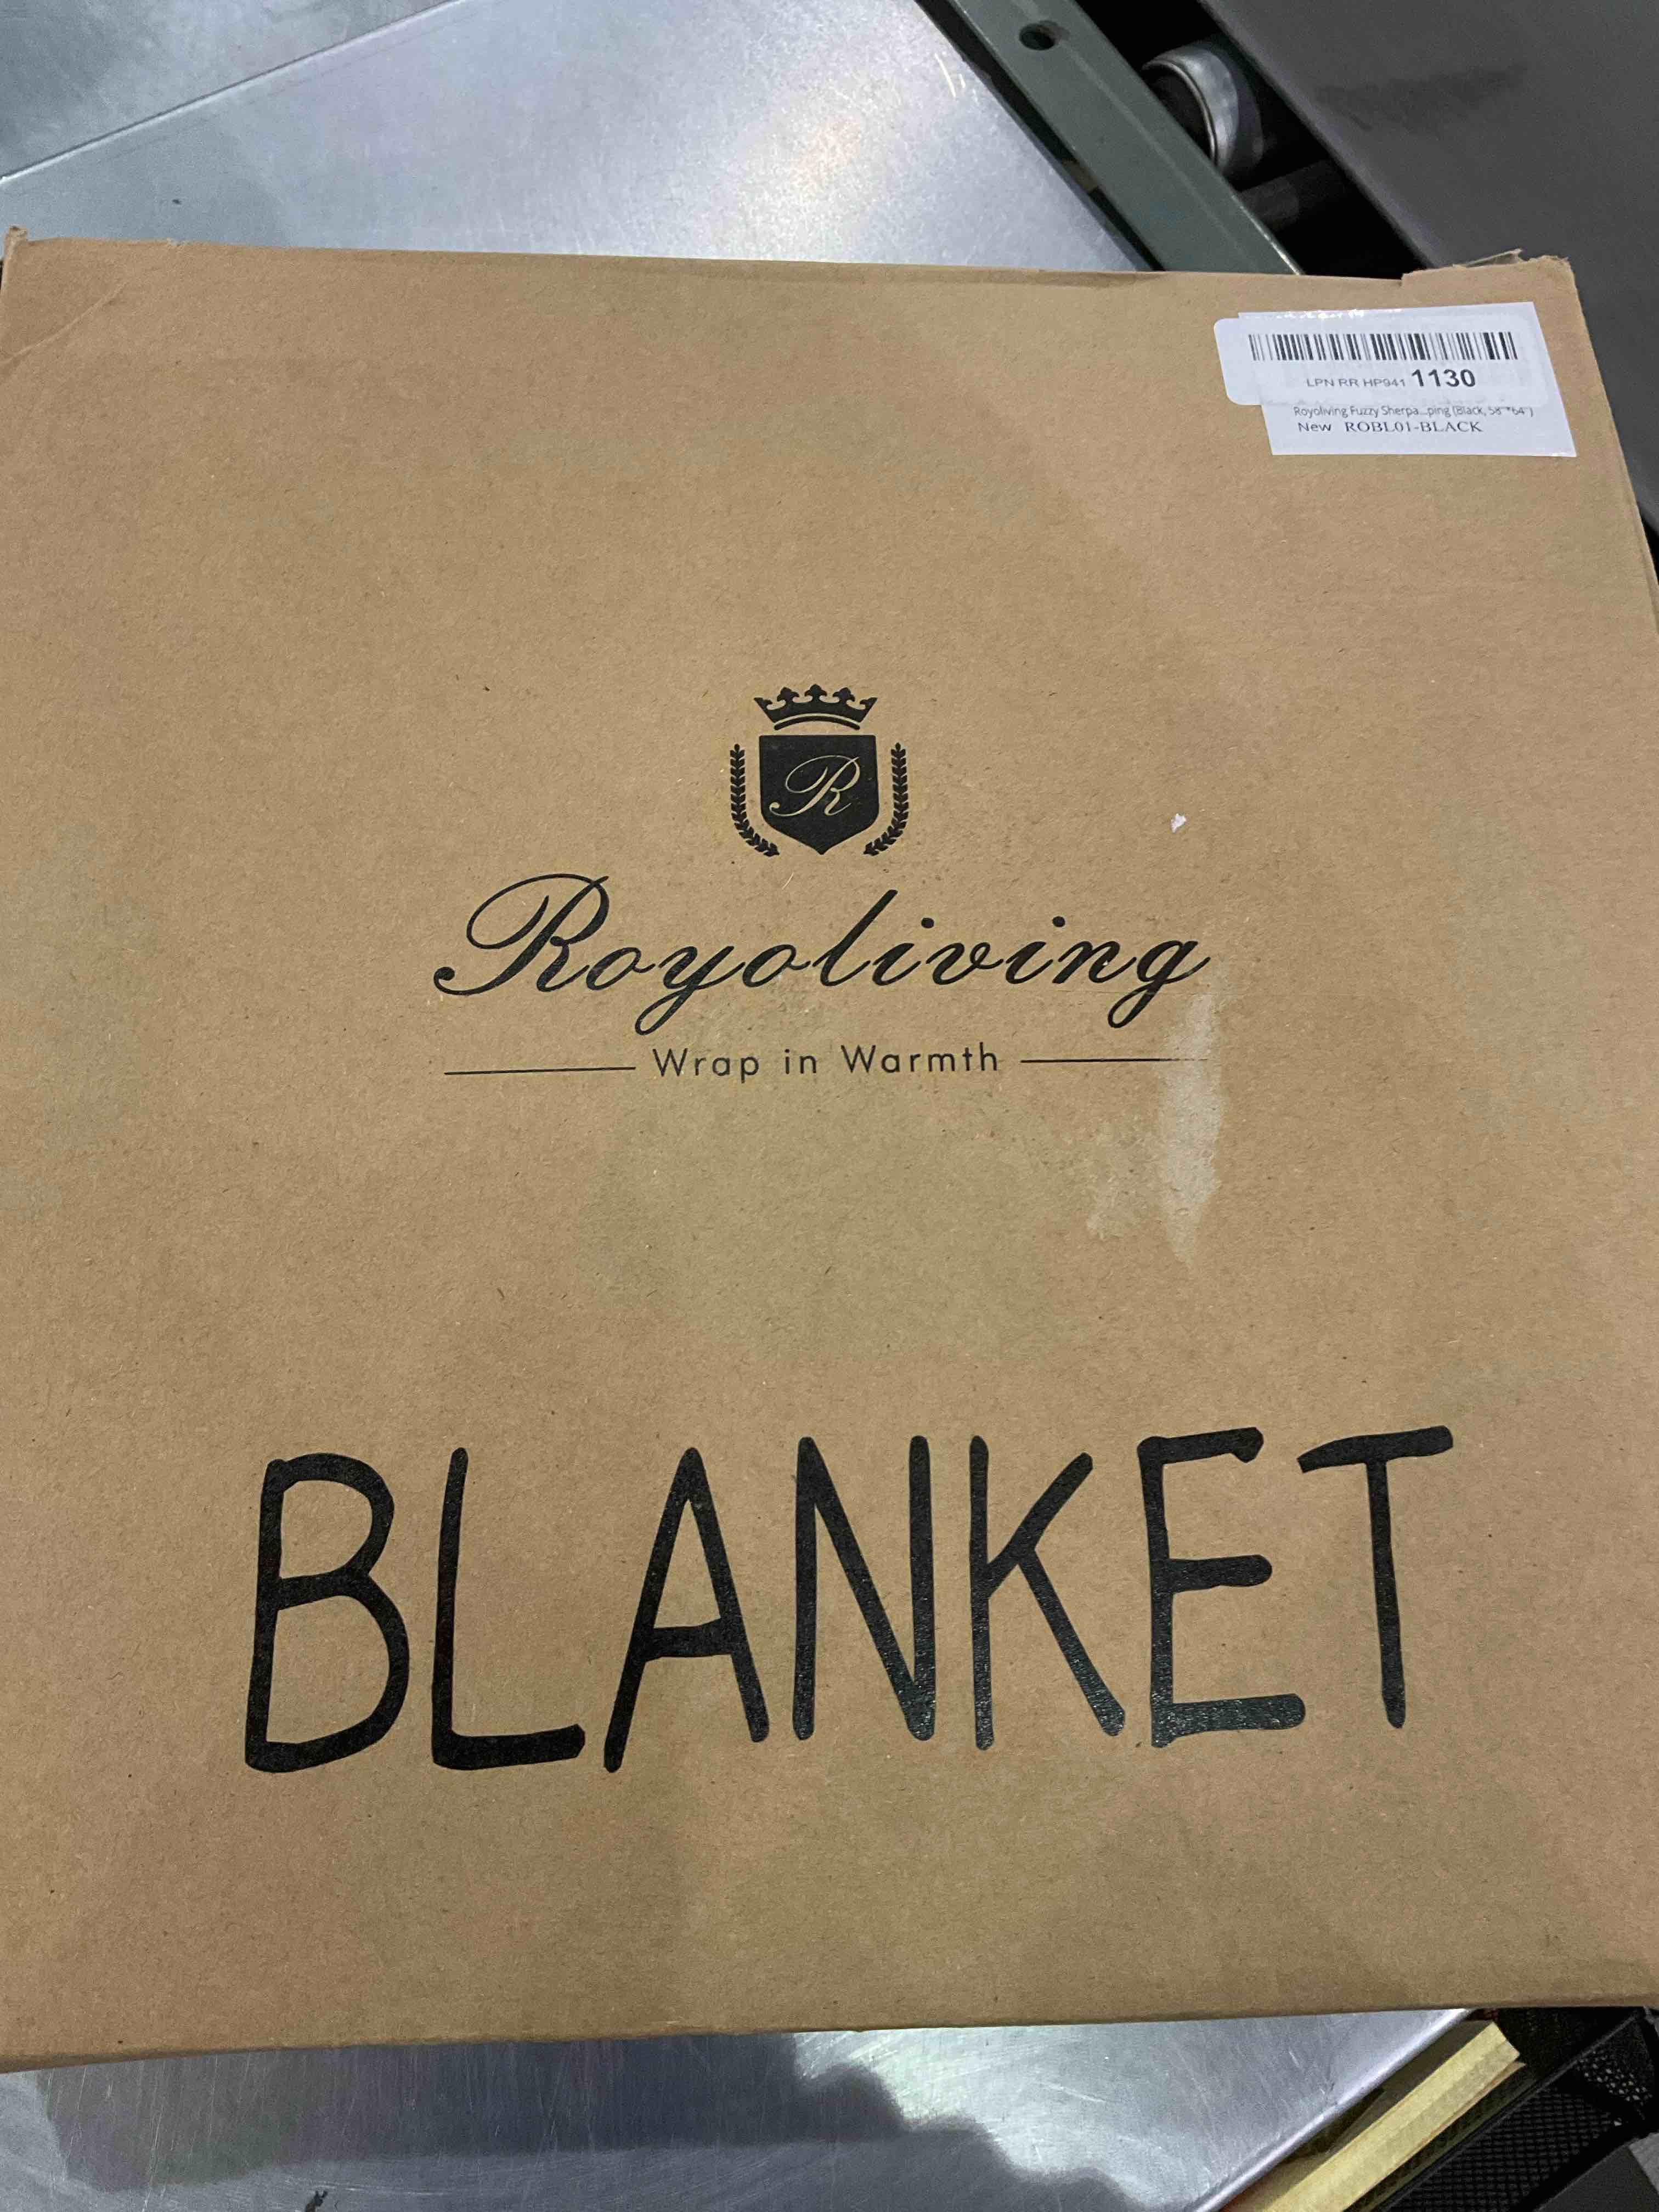 LPN RR HP941 1130
Royoliving Fuzzy Sherpa...ping (Black, 58"*64")
New ROBL01-BLACK
R
Royoliving
Wrap in Warmth
BLANKET